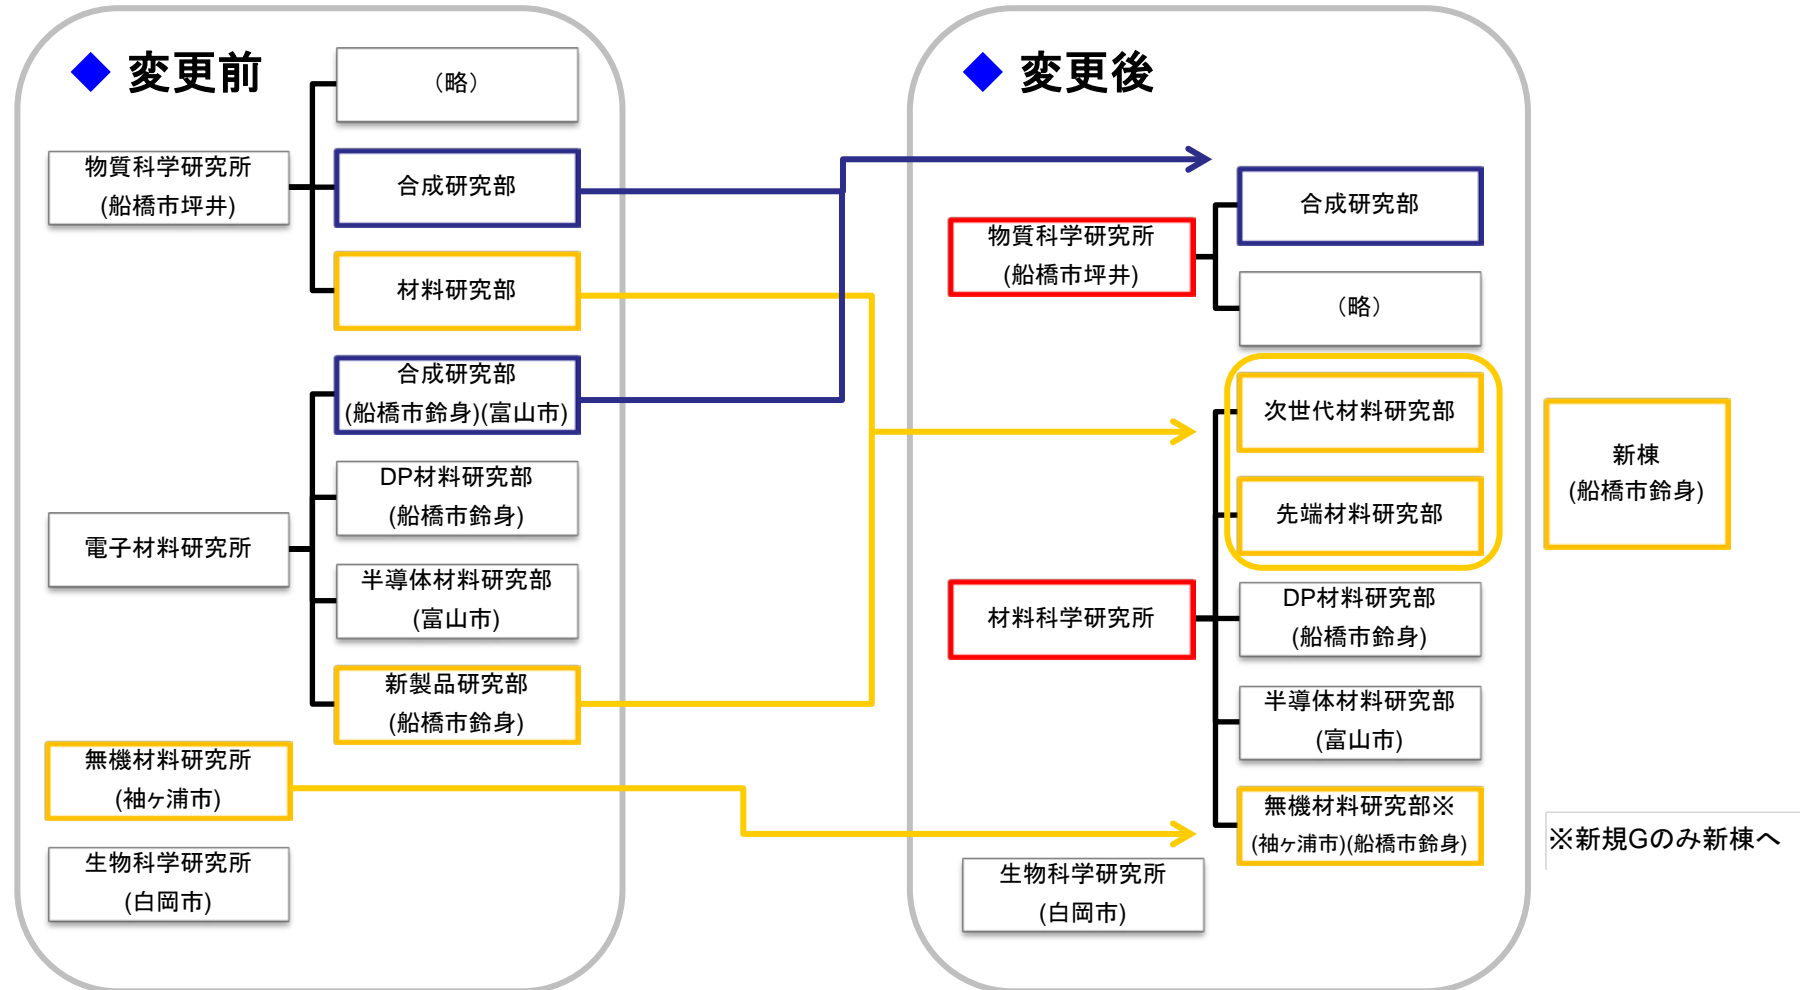 ◆ 変更前
（略）
物質科学研究所
(船橋市坪井)
合成研究部
材料研究部
合成研究部
(船橋市鈴身)(富山市)
DP材料研究部
(船橋市鈴身)
電子材料研究所
半導体材料研究部
(富山市)
新製品研究部
(船橋市鈴身)
無機材料研究所
(袖ヶ浦市)
生物科学研究所
(白岡市)
◆ 変更後
合成研究部
物質科学研究所
(船橋市坪井)
（略）
次世代材料研究部
先端材料研究部
新棟
(船橋市鈴身)
材料科学研究所
DP材料研究部
(船橋市鈴身)
半導体材料研究部
(富山市)
無機材料研究部※
(袖ヶ浦市)(船橋市鈴身)
※新規Gのみ新棟へ
生物科学研究所
(白岡市)